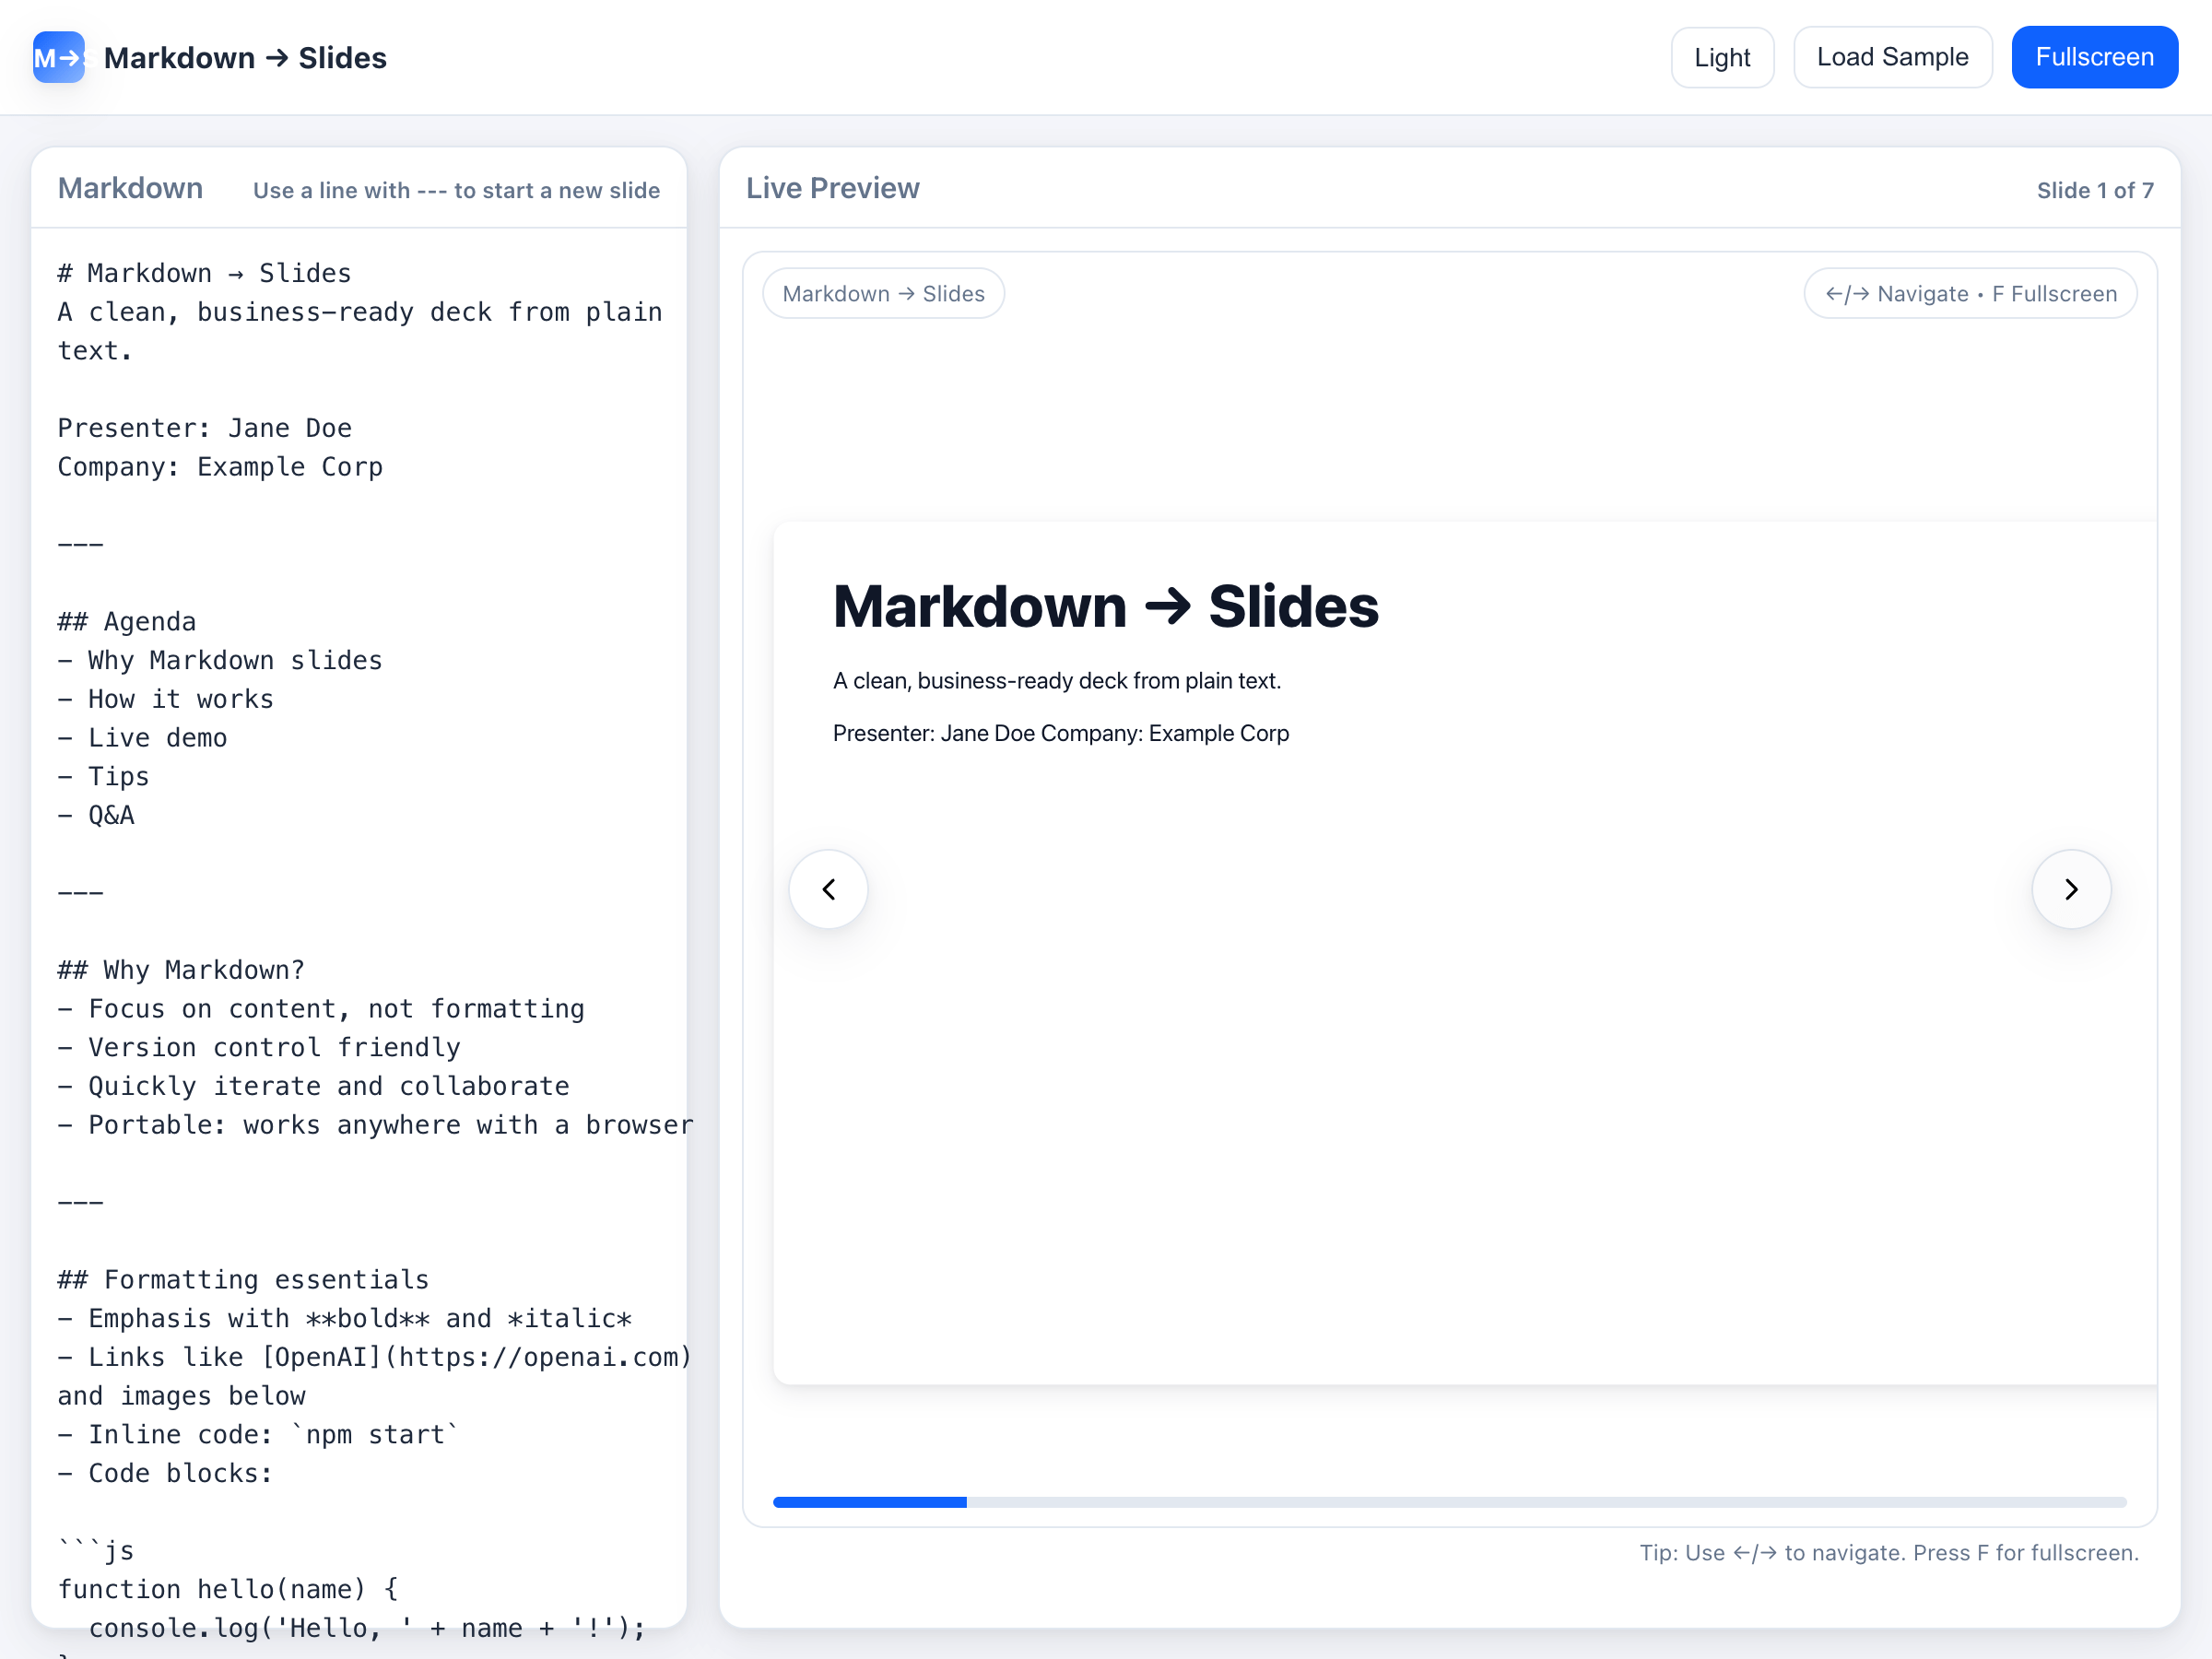 M→S Markdown → Slides
Light
Load Sample
Fullscreen
Markdown
Use a line with --- to start a new slide
# Markdown → Slides
A clean, business-ready deck from plain
text.
Presenter: Jane Doe
Company: Example Corp
---
## Agenda
- Why Markdown slides
- How it works
- Live demo
- Tips
- Q&A
---
## Why Markdown?
- Focus on content, not formatting
- Version control friendly
- Quickly iterate and collaborate
- Portable: works anywhere with a browser
---
## Formatting essentials
- Emphasis with **bold** and *italic*
- Links like [OpenAI](https://openai.com)
and images below
- Inline code: `npm start`
- Code blocks:
```js
function hello(name) {
  console.log('Hello, ' + name + '!');
}
Live Preview
Slide 1 of 7
Markdown → Slides
←/→ Navigate • F Fullscreen
Markdown → Slides
A clean, business-ready deck from plain text.
Presenter: Jane Doe Company: Example Corp
Tip: Use ←/→ to navigate. Press F for fullscreen.